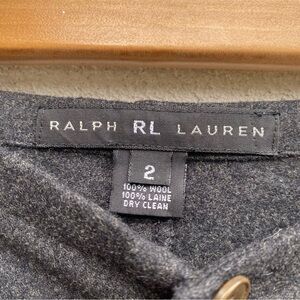 RALPH RL LAUREN
2
100% WOOL
100% LAINE
DRY CLEAN